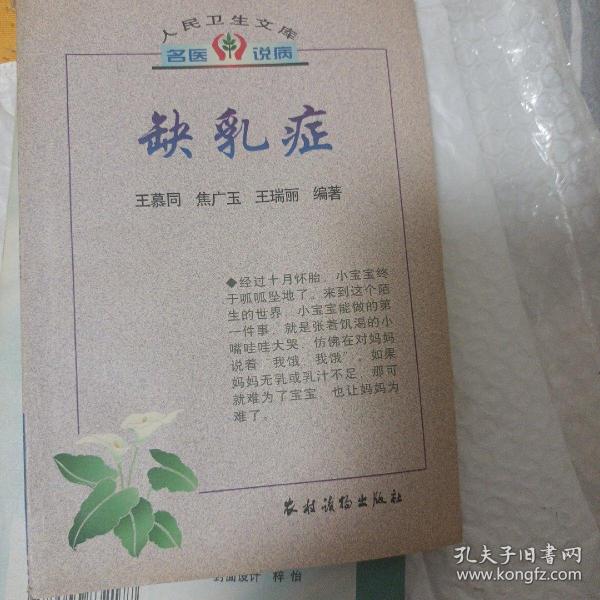 人民卫生文库
名医说病
缺乳症
王慕同 焦广玉 王瑞丽 编著
◆经过十月怀胎，小宝宝终
于呱呱坠地了。来到这个陌
生的世界，小宝宝能做的第
一件事，就是张着饥渴的小
嘴哇哇大哭，仿佛在对妈妈
说着“我饿，我饿”。如果
妈妈无乳或乳汁不足，那可
就难为了宝宝，也让妈妈为
难了。
农村读物出版社
封面设计 梓怡
孔夫子旧书网
www.kongfz.com